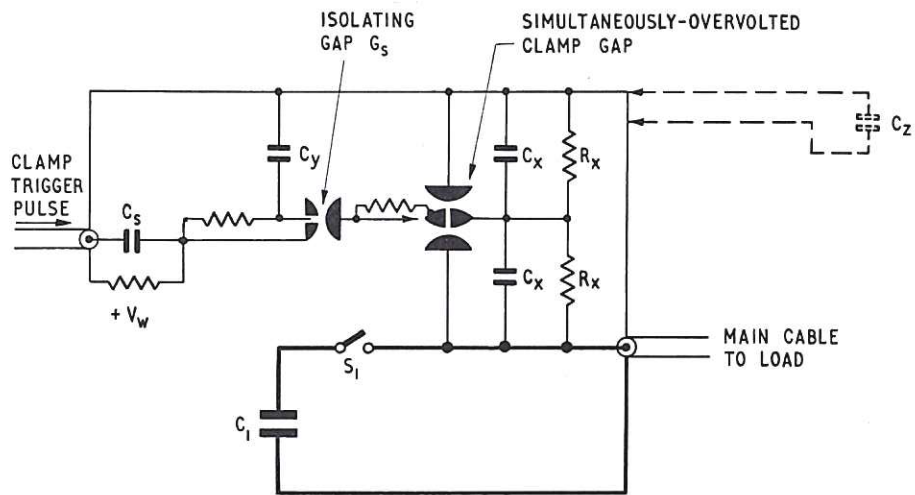 ISOLATING
GAP Gs
SIMULTANEOUSLY-OVERVOLTED
CLAMP GAP
Cz
CLAMP
TRIGGER
PULSE
Cs
Cy
Cx
Rx
+ Vw
Cx
Rx
S1
MAIN CABLE
TO LOAD
C1